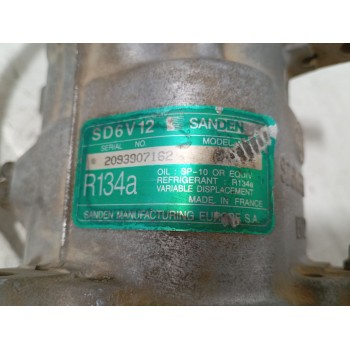 SD6V12 SANDEN
SERIAL NO. MODEL
2093907162
R134a
OIL : SP-10 OR EQUIV
REFRIGERANT : R134a
VARIABLE DISPLACEMENT
MADE IN FRANCE
SANDEN MANUFACTURING EUROPE S.A.